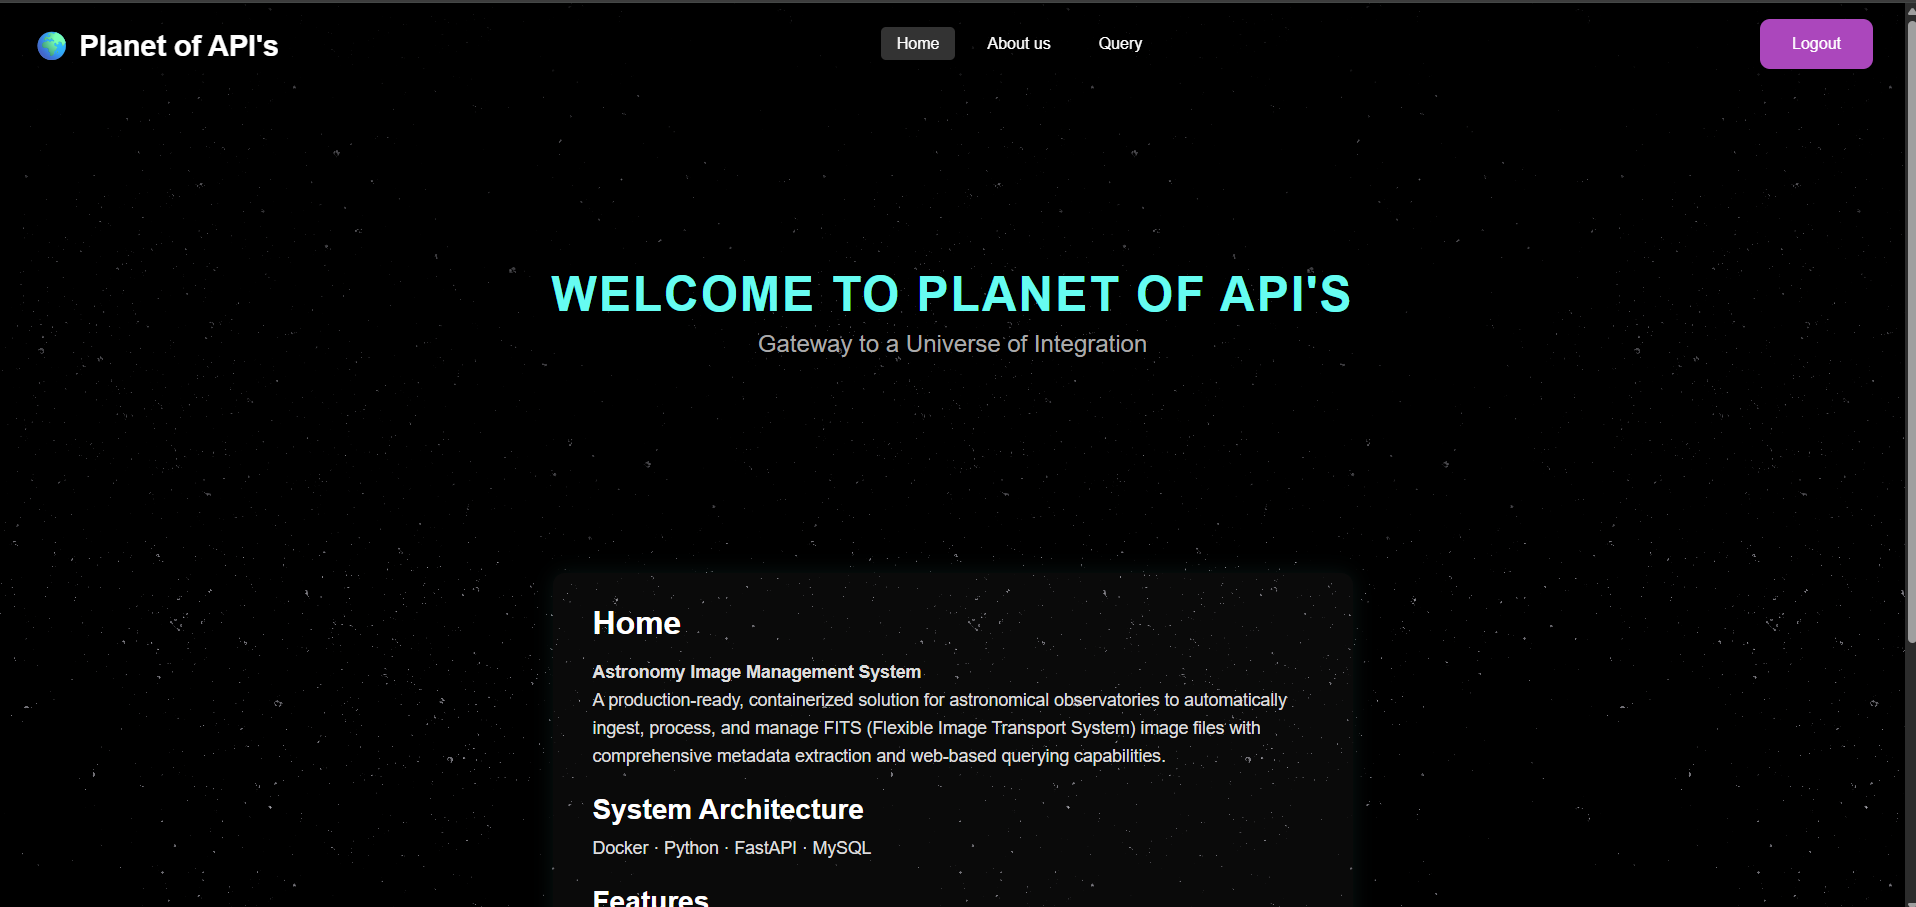 Planet of API's
Home
About us
Query
Logout
WELCOME TO PLANET OF API'S
Gateway to a Universe of Integration
Home
Astronomy Image Management System
A production-ready, containerized solution for astronomical observatories to automatically
ingest, process, and manage FITS (Flexible Image Transport System) image files with
comprehensive metadata extraction and web-based querying capabilities.
System Architecture
Docker · Python · FastAPI · MySQL
Features